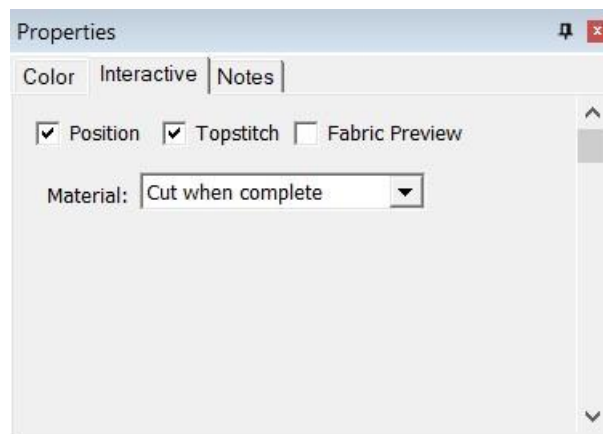 Properties
Color Interactive Notes
Position Topstitch Fabric Preview
Material: Cut when complete